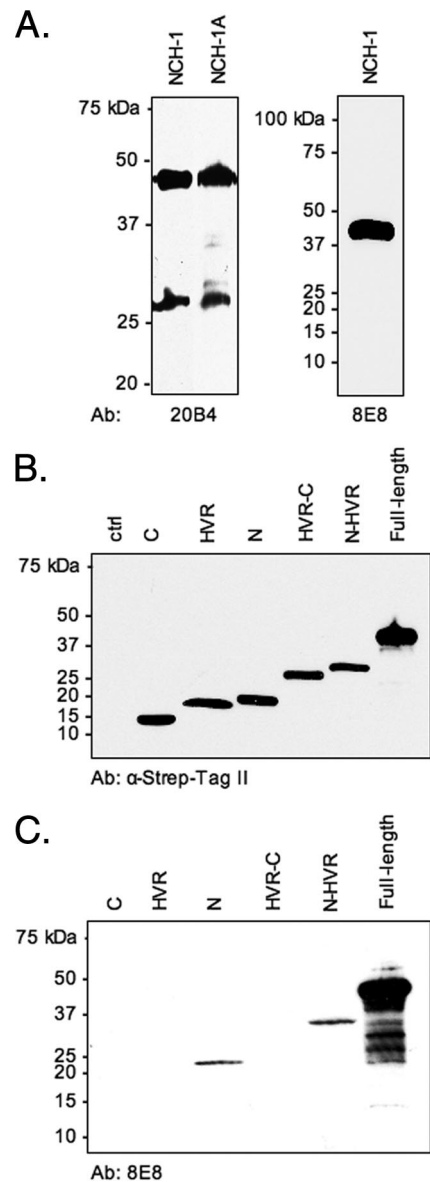 A.
NCH-1
NCH-1A
75 kDa
50
37
25
20
Ab: 20B4
NCH-1
100 kDa
75
50
37
25
20
15
10
8E8
B.
ctrl
C
HVR
N
HVR-C
N-HVR
Full-length
75 kDa
50
37
25
20
15
10
Ab: α-Strep-Tag II
C.
C
HVR
N
HVR-C
N-HVR
Full-length
75 kDa
50
37
25
20
15
10
Ab: 8E8